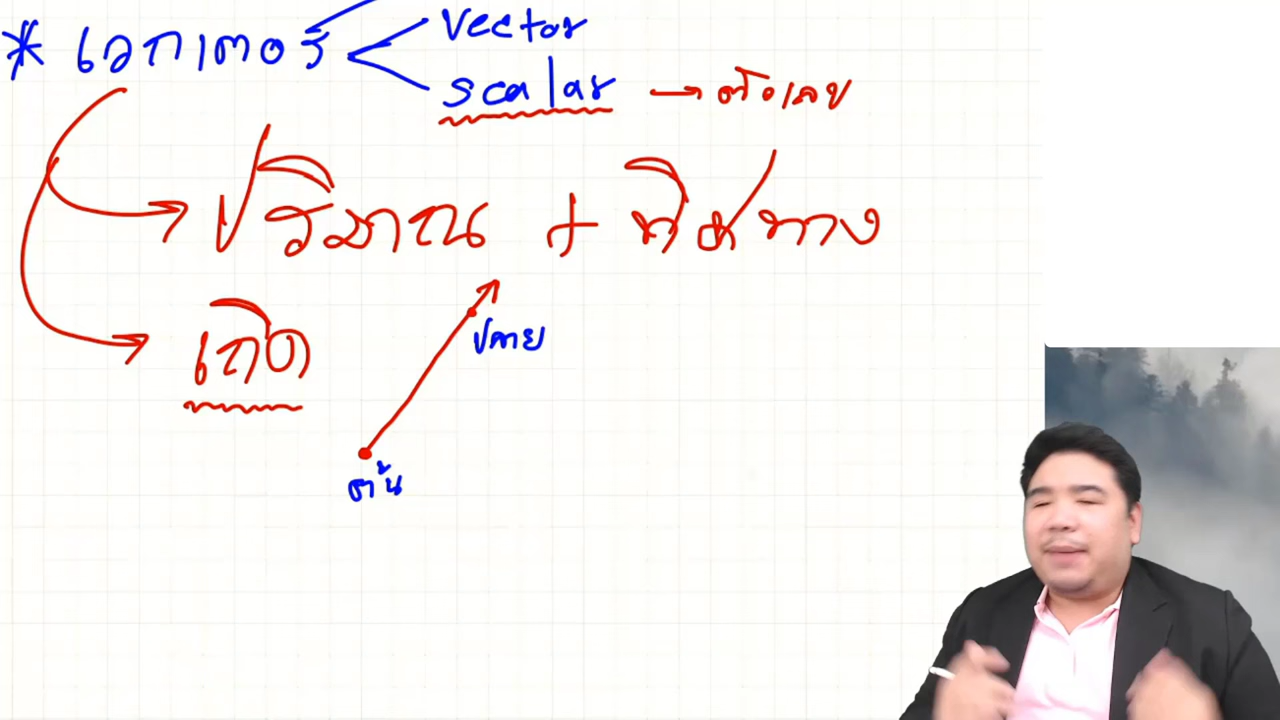 * เวกเตอร์ < vector
scalar → ตัวเลข
→ ปริมาณ + ทิศทาง
→ เกิด
ปลาย
ต้น